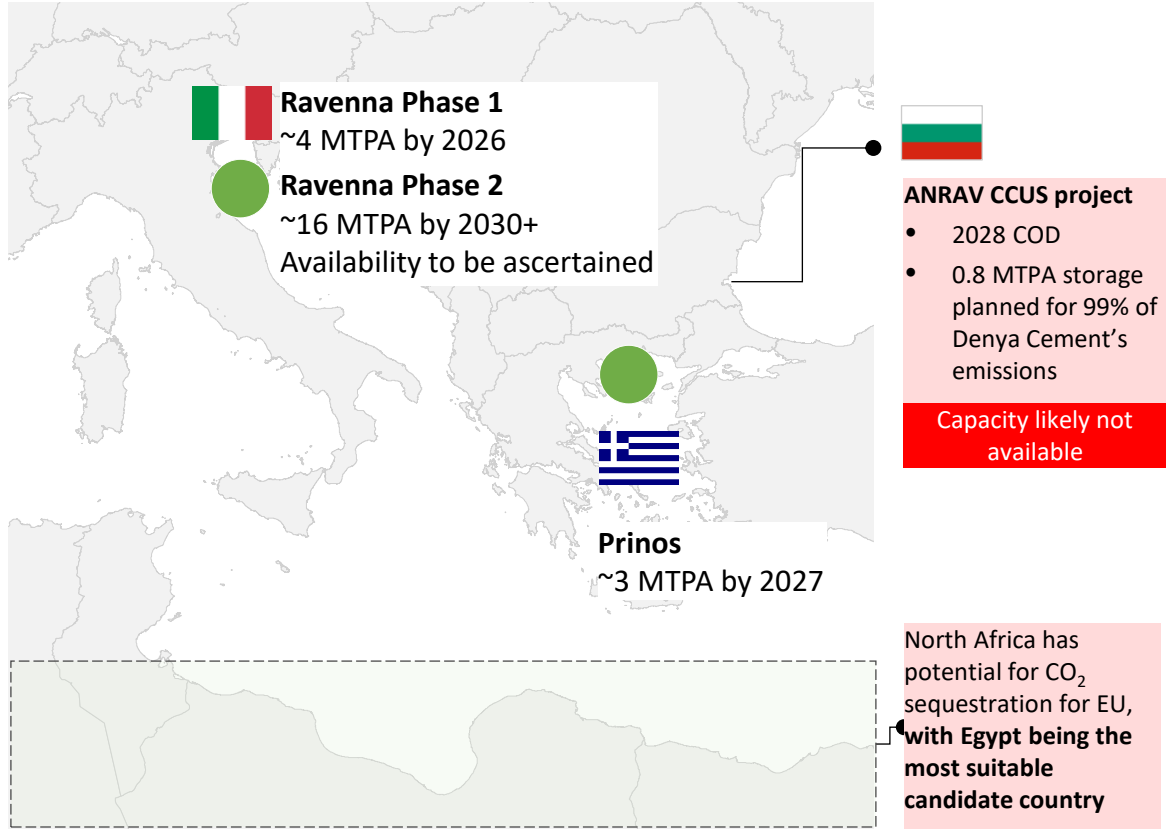 Ravenna Phase 1
~4 MTPA by 2026
Ravenna Phase 2
~16 MTPA by 2030+
Availability to be ascertained
Prinos
~3 MTPA by 2027
ANRAV CCUS project
• 2028 COD
• 0.8 MTPA storage
planned for 99% of
Denya Cement’s
emissions
Capacity likely not
available
North Africa has
potential for CO₂
sequestration for EU,
with Egypt being the
most suitable
candidate country